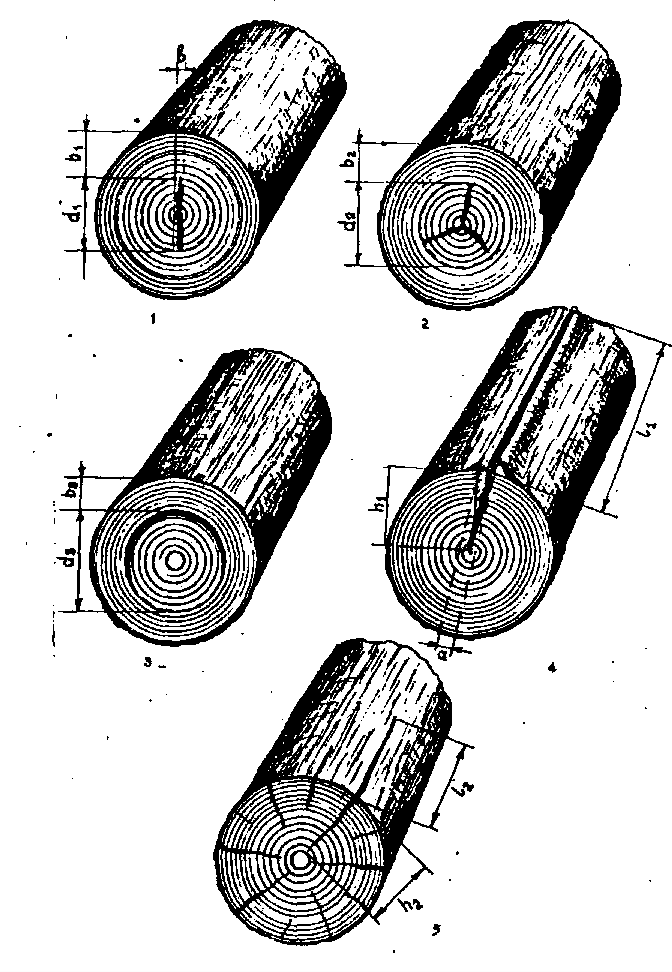 β
b₁
d₁
1
b₂
d₂
2
b₃
d₃
3
h₁
l₁
a
4
l₂
h₂
5